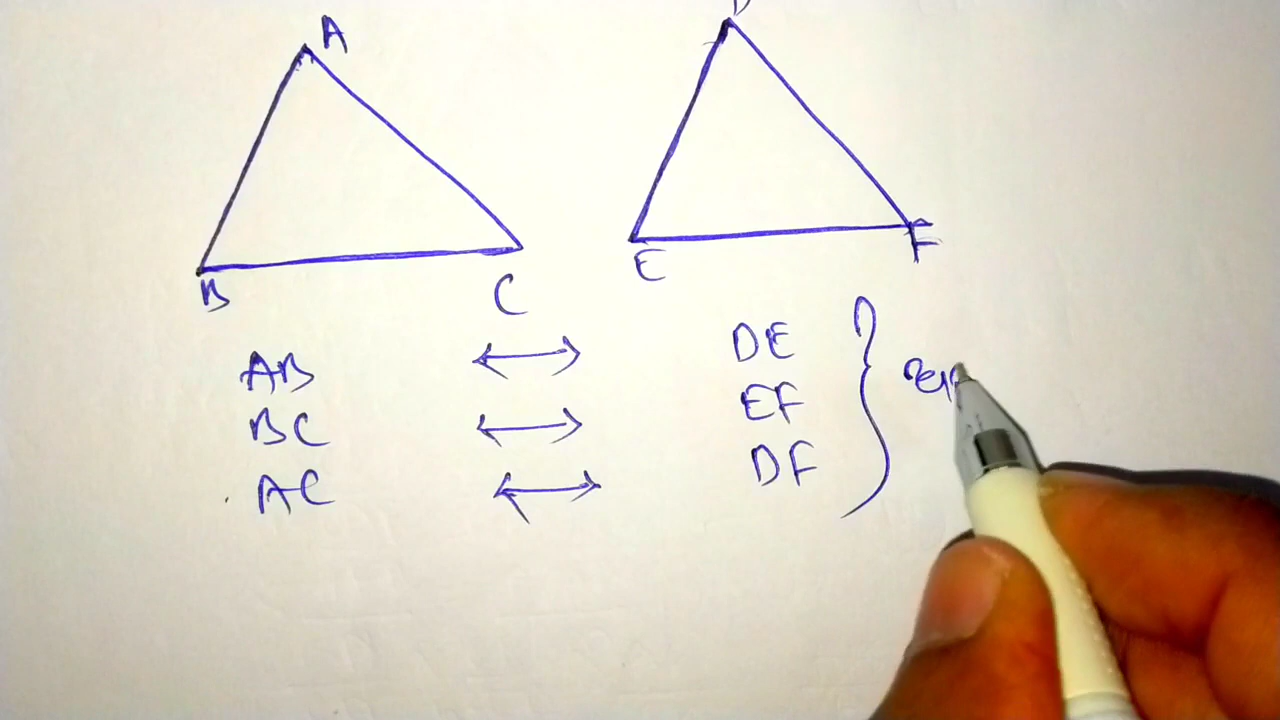 A
B
C
E
F
AB ↔ DE
BC ↔ EF
AC ↔ DF